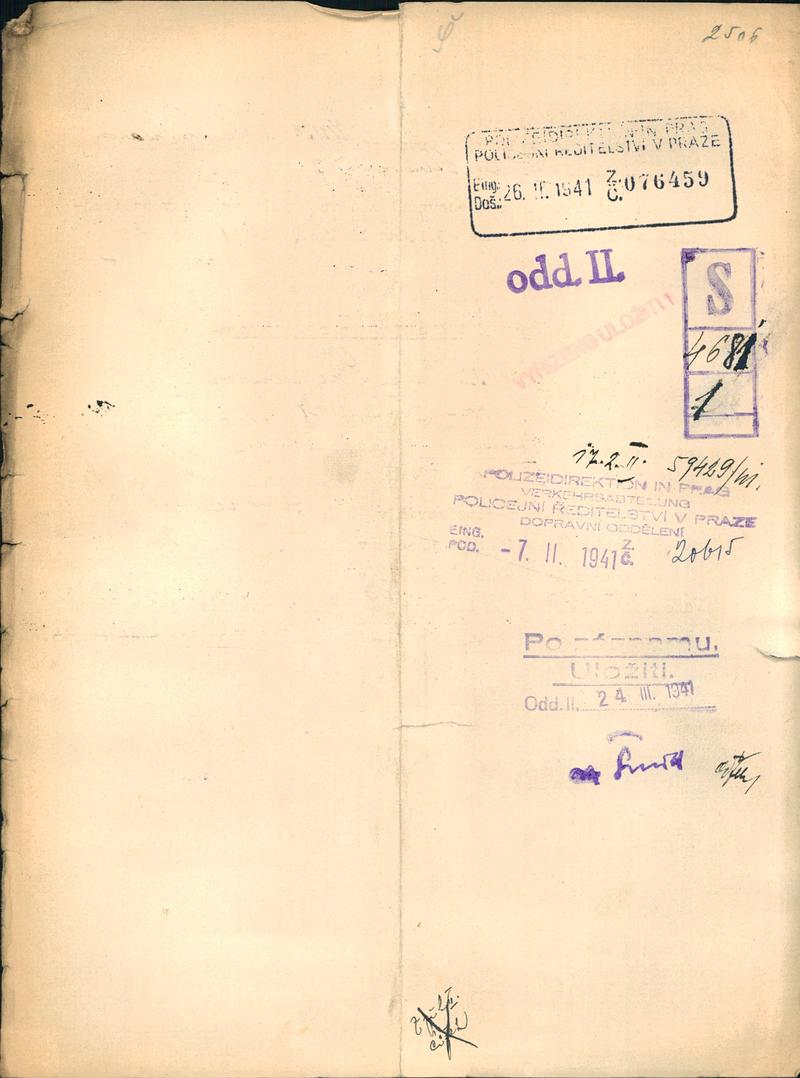 2506
POLIZEIDIREKTION IN PRAG
POLICEJNÍ ŘEDITELSTVÍ V PRAZE
Eing.: 26. II. 1941 Z. 076459
Doš.: Č.
odd. II.
S
VYŘÍZENO ULOŽITI!
4681
1
17. 2. II. 59429/III.
POLIZEIDIREKTION IN PRAG
VERKEHRSABTEILUNG
POLICEJNÍ ŘEDITELSTVÍ V PRAZE
DOPRAVNÍ ODDĚLENÍ
EING. -7. II. 1941 Z. 20615
POD. Č.
Po záznamu.
Uložiti.
Odd. II. 24 III. 1941